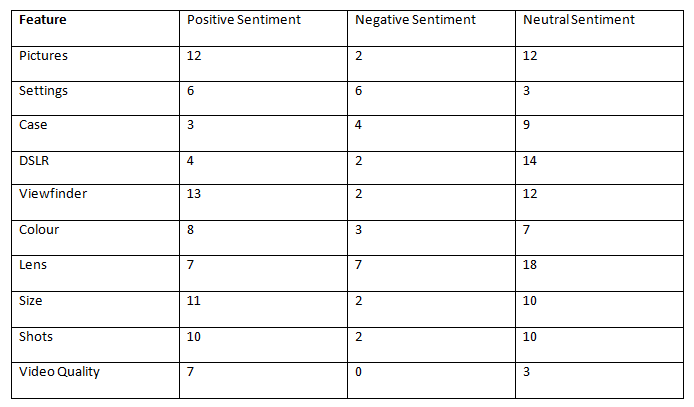 Feature Positive Sentiment Negative Sentiment Neutral Sentiment
Pictures 12 2 12
Settings 6 6 3
Case 3 4 9
DSLR 4 2 14
Viewfinder 13 2 12
Colour 8 3 7
Lens 7 7 18
Size 11 2 10
Shots 10 2 10
Video Quality 7 0 3